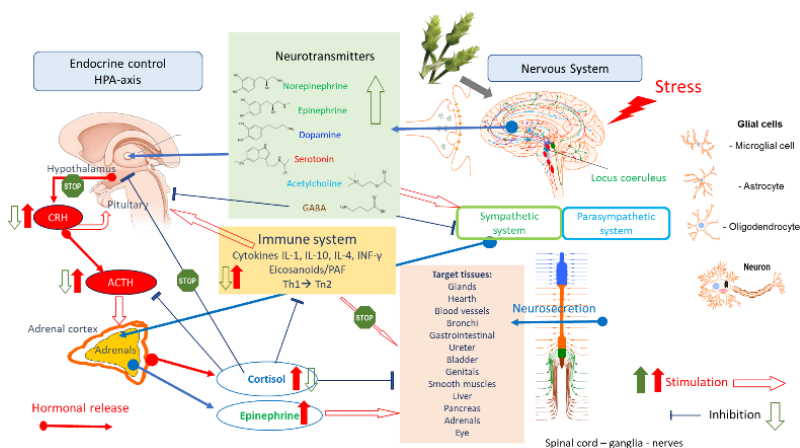 Endocrine control
HPA-axis
Neurotransmitters
Norepinephrine
Epinephrine
Dopamine
Serotonin
Acetylcholine
GABA
Nervous System
Stress
Glial cells
- Microglial cell
- Astrocyte
- Oligodendrocyte
Neuron
Locus coeruleus
Hypothalamus
STOP
Pituitary
CRH
ACTH
Sympathetic
system
Parasympathetic
system
Immune system
Cytokines IL-1, IL-10, IL-4, INF-γ
Eicosanoids/PAF
Th1→ Tn2
STOP
STOP
Target tissues:
Glands
Hearth
Blood vessels
Bronchi
Gastrointestinal
Ureter
Bladder
Genitals
Smooth muscles
Liver
Pancreas
Adrenals
Eye
Neurosecretion
Adrenal cortex
Adrenals
Cortisol
Epinephrine
Hormonal release
Stimulation
Inhibition
Spinal cord – ganglia - nerves